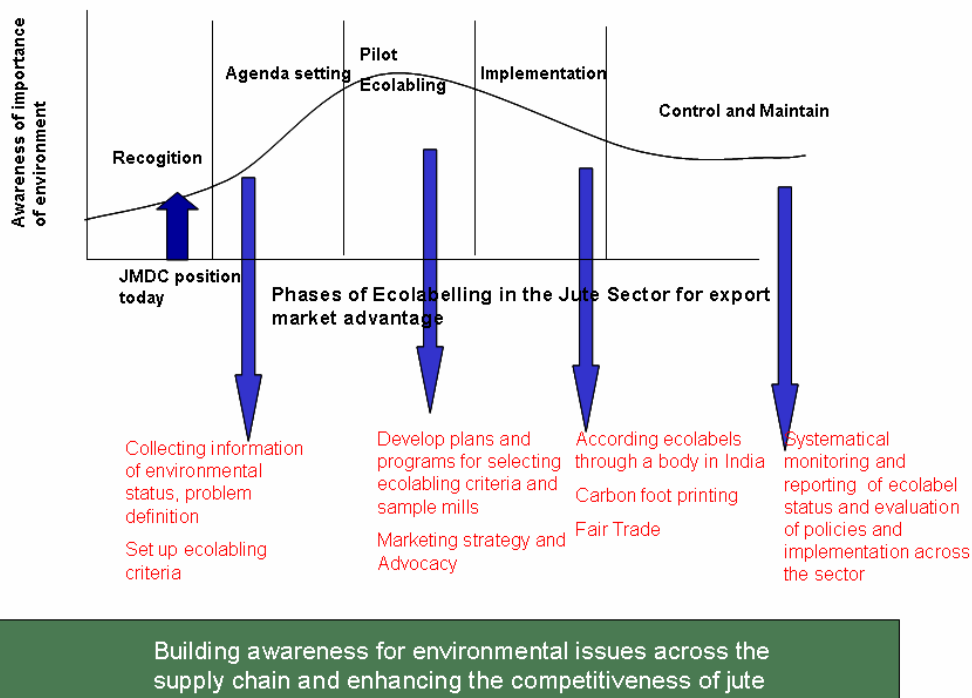 Awareness of importance
of environment
Recogition
Agenda setting
Pilot
Ecolabling
Implementation
Control and Maintain
JMDC position
today
Phases of Ecolabelling in the Jute Sector for export
market advantage
Collecting information
of environmental
status, problem
definition
Set up ecolabling
criteria
Develop plans and
programs for selecting
ecolabling criteria and
sample mills
Marketing strategy and
Advocacy
According ecolabels
through a body in India
Carbon foot printing
Fair Trade
Systematical
monitoring and
reporting of ecolabel
status and evaluation
of policies and
implementation across
the sector
Building awareness for environmental issues across the
supply chain and enhancing the competitiveness of jute